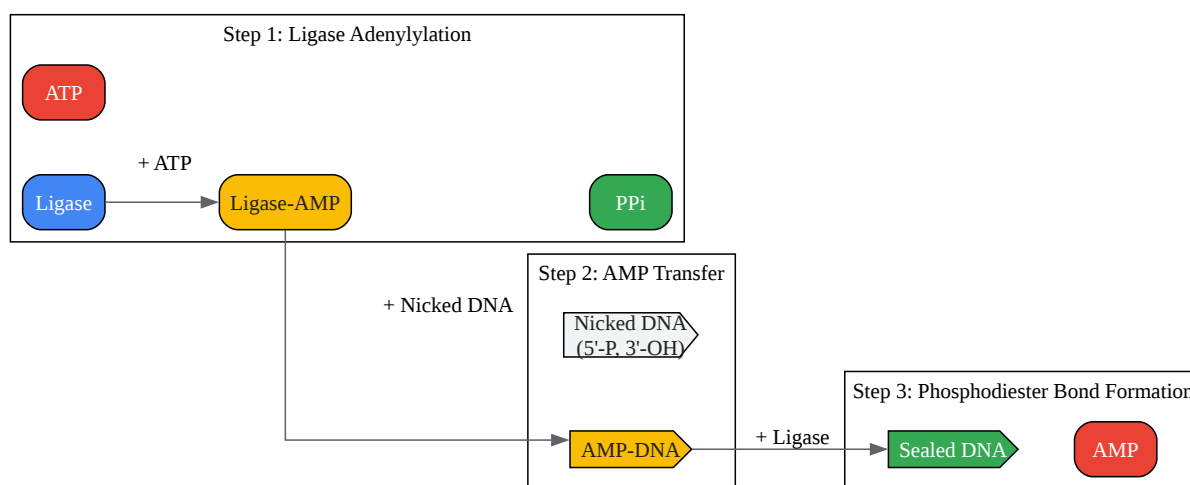 Step 1: Ligase Adenylylation
ATP
+ ATP
Ligase
Ligase-AMP
PPi
Step 2: AMP Transfer
+ Nicked DNA
Nicked DNA
(5'-P, 3'-OH)
Step 3: Phosphodiester Bond Formation
AMP-DNA
+ Ligase
Sealed DNA
AMP